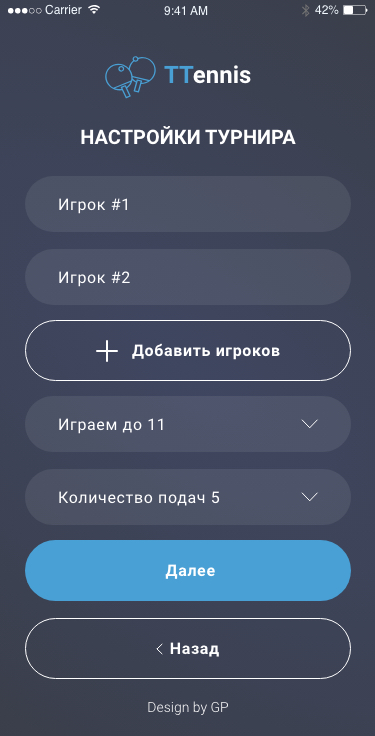 Carrier 9:41 AM 42%
TTennis
НАСТРОЙКИ ТУРНИРА
Игрок #1
Игрок #2
Добавить игроков
Играем до 11
Количество подач 5
Далее
Назад
Design by GP